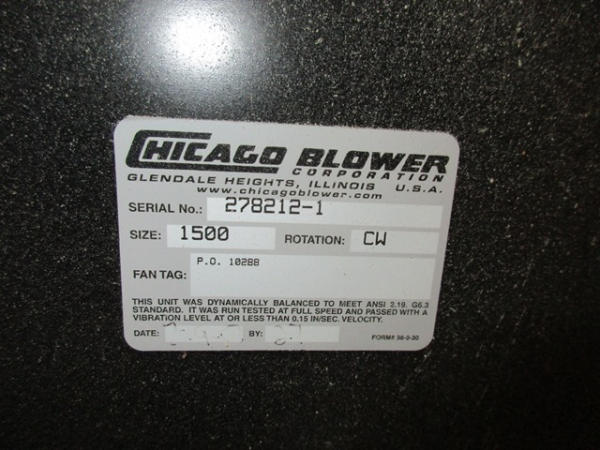 CHICAGO BLOWER
CORPORATION
GLENDALE HEIGHTS, ILLINOIS U.S.A.
www.chicagoblower.com
SERIAL No.: 278212-1
SIZE: 1500 ROTATION: CW
P.O. 10288
FAN TAG:
THIS UNIT WAS DYNAMICALLY BALANCED TO MEET ANSI 2.19, G6.3
STANDARD. IT WAS RUN TESTED AT FULL SPEED AND PASSED WITH A
VIBRATION LEVEL AT OR LESS THAN 0.15 IN/SEC. VELOCITY.
DATE: BY: FORM#